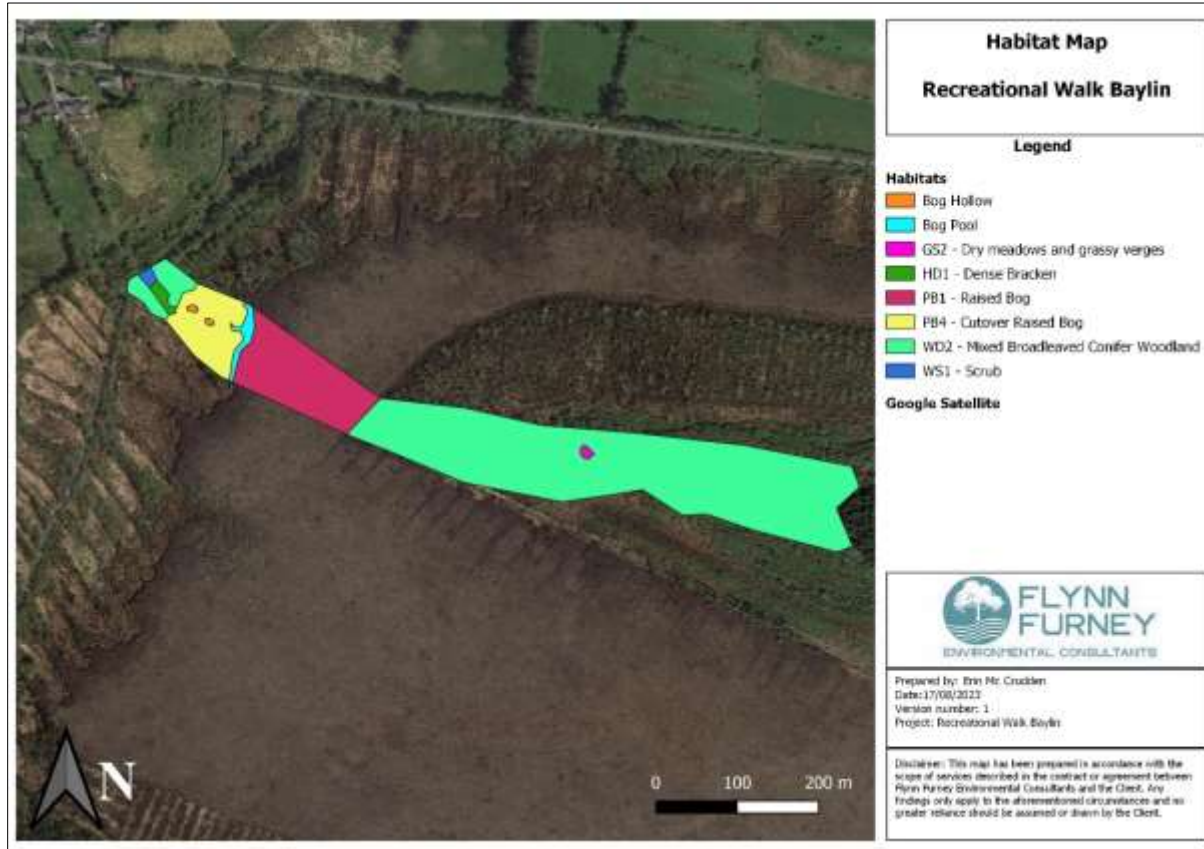 Habitat Map
Recreational Walk Baylin
Legend
Habitats
Bog Hollow
Bog Pool
GS2 - Dry meadows and grassy verges
HD1 - Dense Bracken
PB1 - Raised Bog
PB4 - Cutover Raised Bog
WD2 - Mixed Broadleaved Conifer Woodland
WS1 - Scrub
Google Satellite
FLYNN
FURNEY
ENVIRONMENTAL CONSULTANTS
Prepared by: Erin Mc Crudden
Date:17/08/2023
Version number: 1
Project: Recreational Walk Baylin
Disclaimer: This map has been prepared in accordance with the
scope of services described in the contract or agreement between
Flynn Furney Environmental Consultants and the Client. Any
findings only apply to the aforementioned circumstances and no
greater reliance should be assumed or drawn by the Client.
N
0 100 200 m